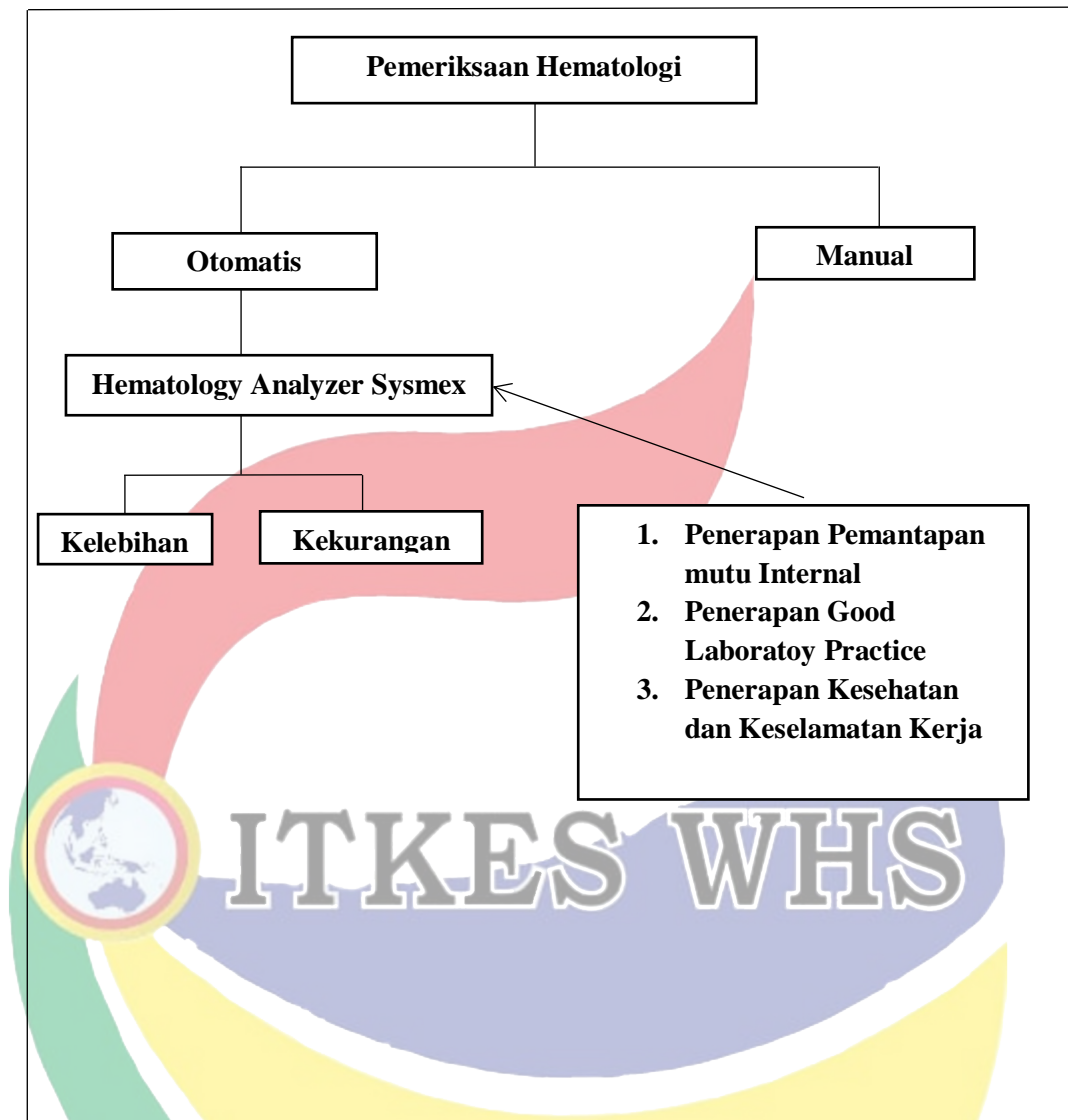 Pemeriksaan Hematologi
Otomatis
Manual
Hematology Analyzer Sysmex
Kelebihan
Kekurangan
1. Penerapan Pemantapan
mutu Internal
2. Penerapan Good
Laboratoy Practice
3. Penerapan Kesehatan
dan Keselamatan Kerja
ITKES WHS